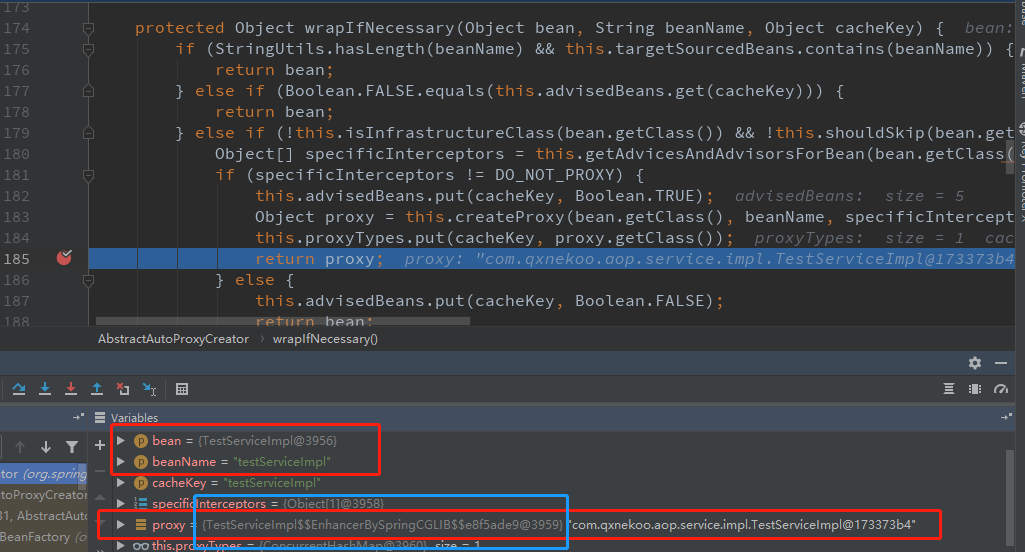 173
174 protected Object wrapIfNecessary(Object bean, String beanName, Object cacheKey) { bean:
175 if (StringUtils.hasLength(beanName) && this.targetSourcedBeans.contains(beanName)) {
176 return bean;
177 } else if (Boolean.FALSE.equals(this.advisedBeans.get(cacheKey))) {
178 return bean;
179 } else if (!this.isInfrastructureClass(bean.getClass()) && !this.shouldSkip(bean.get
180 Object[] specificInterceptors = this.getAdvicesAndAdvisorsForBean(bean.getClass(
181 if (specificInterceptors != DO_NOT_PROXY) {
182 this.advisedBeans.put(cacheKey, Boolean.TRUE); advisedBeans: size = 5
183 Object proxy = this.createProxy(bean.getClass(), beanName, specificIntercept
184 this.proxyTypes.put(cacheKey, proxy.getClass()); proxyTypes: size = 1 cac
185 return proxy; proxy: "com.qxnekoo.aop.service.impl.TestServiceImpl@173373b4
186 } else {
187 this.advisedBeans.put(cacheKey, Boolean.FALSE);
188 return bean;
AbstractAutoProxyCreator › wrapIfNecessary()
Variables
bean = {TestServiceImpl@3956}
beanName = "testServiceImpl"
ator (org.spring
cacheKey = "testServiceImpl"
toProxyCreato
specificInterceptors = {Object[1]@3958}
31, AbstractAuto
proxy = {TestServiceImpl$$EnhancerBySpringCGLIB$$e8f5ade9@3959} "com.qxnekoo.aop.service.impl.TestServiceImpl@173373b4"
BeanFactory (o
this.proxyTypes = {ConcurrentHashMap@3960} size = 1